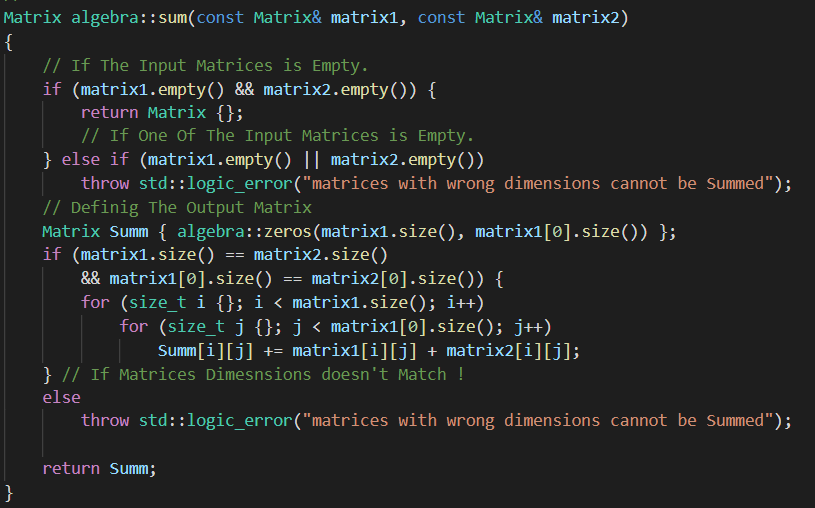 Matrix algebra::sum(const Matrix& matrix1, const Matrix& matrix2)
{
    // If The Input Matrices is Empty.
    if (matrix1.empty() && matrix2.empty()) {
        return Matrix {};
        // If One Of The Input Matrices is Empty.
    } else if (matrix1.empty() || matrix2.empty())
        throw std::logic_error("matrices with wrong dimensions cannot be Summed");
    // Definig The Output Matrix
    Matrix Summ { algebra::zeros(matrix1.size(), matrix1[0].size()) };
    if (matrix1.size() == matrix2.size()
        && matrix1[0].size() == matrix2[0].size()) {
        for (size_t i {}; i < matrix1.size(); i++)
            for (size_t j {}; j < matrix1[0].size(); j++)
                Summ[i][j] += matrix1[i][j] + matrix2[i][j];
    } // If Matrices Dimesnsions doesn't Match !
    else
        throw std::logic_error("matrices with wrong dimensions cannot be Summed");

    return Summ;
}